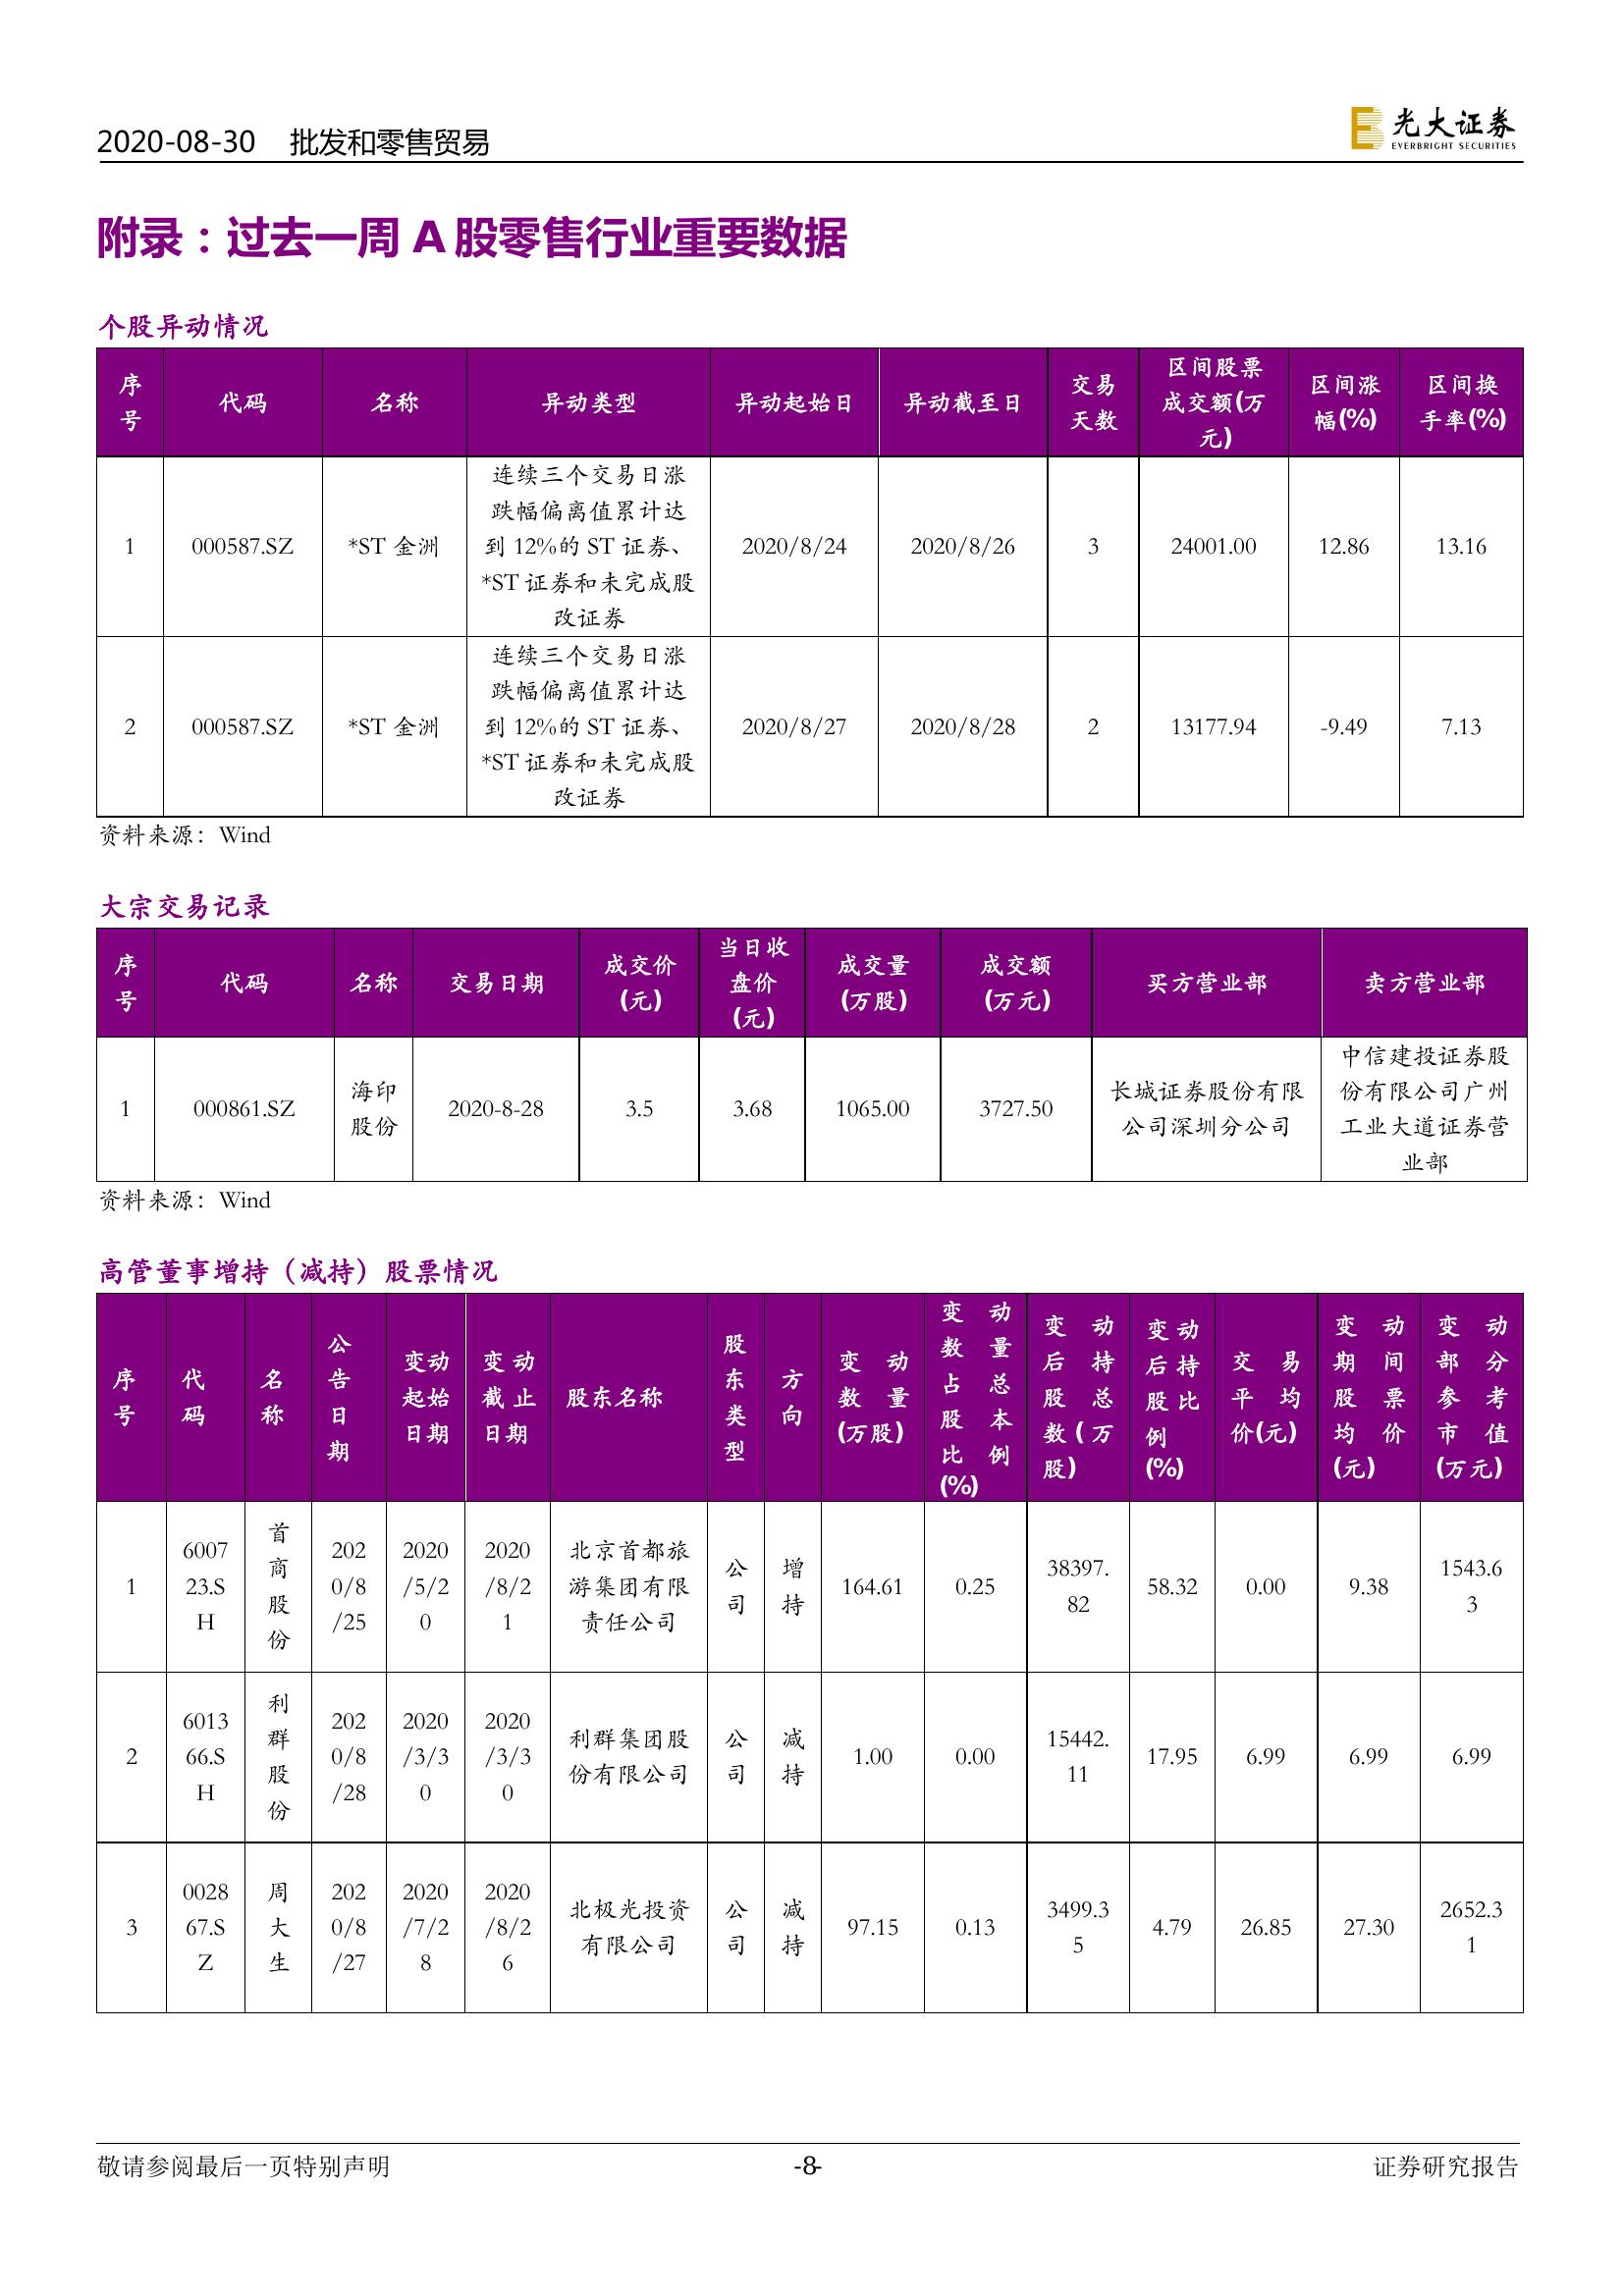 2020-08-30 批发和零售贸易
光大证券
EVERBRIGHT SECURITIES
附录：过去一周 A 股零售行业重要数据
个股异动情况
序号 代码 名称 异动类型 异动起始日 异动截至日 交易天数 区间股票成交额(万元) 区间涨幅(%) 区间换手率(%)
1 000587.SZ *ST 金洲 连续三个交易日涨跌幅偏离值累计达到 12%的 ST 证券、*ST 证券和未完成股改证券 2020/8/24 2020/8/26 3 24001.00 12.86 13.16
2 000587.SZ *ST 金洲 连续三个交易日涨跌幅偏离值累计达到 12%的 ST 证券、*ST 证券和未完成股改证券 2020/8/27 2020/8/28 2 13177.94 -9.49 7.13
资料来源：Wind
大宗交易记录
序号 代码 名称 交易日期 成交价(元) 当日收盘价(元) 成交量(万股) 成交额(万元) 买方营业部 卖方营业部
1 000861.SZ 海印股份 2020-8-28 3.5 3.68 1065.00 3727.50 长城证券股份有限公司深圳分公司 中信建投证券股份有限公司广州工业大道证券营业部
资料来源：Wind
高管董事增持（减持）股票情况
序号 代码 名称 公告日期 变动起始日期 变动截止日期 股东名称 股东类型 方向 变动数量(万股) 变动数量占总股本比例(%) 变动后持股总数(万股) 变动后持股比例(%) 交易平均价(元) 变动期间股票均价(元) 变动部分参考市值(万元)
1 600723.SH 首商股份 2020/8/25 2020/5/20 2020/8/21 北京首都旅游集团有限责任公司 公司 增持 164.61 0.25 38397.82 58.32 0.00 9.38 1543.63
2 601366.SH 利群股份 2020/8/28 2020/3/30 2020/3/30 利群集团股份有限公司 公司 减持 1.00 0.00 15442.11 17.95 6.99 6.99 6.99
3 002867.SZ 周大生 2020/8/27 2020/7/28 2020/8/26 北极光投资有限公司 公司 减持 97.15 0.13 3499.35 4.79 26.85 27.30 2652.31
敬请参阅最后一页特别声明 -8- 证券研究报告